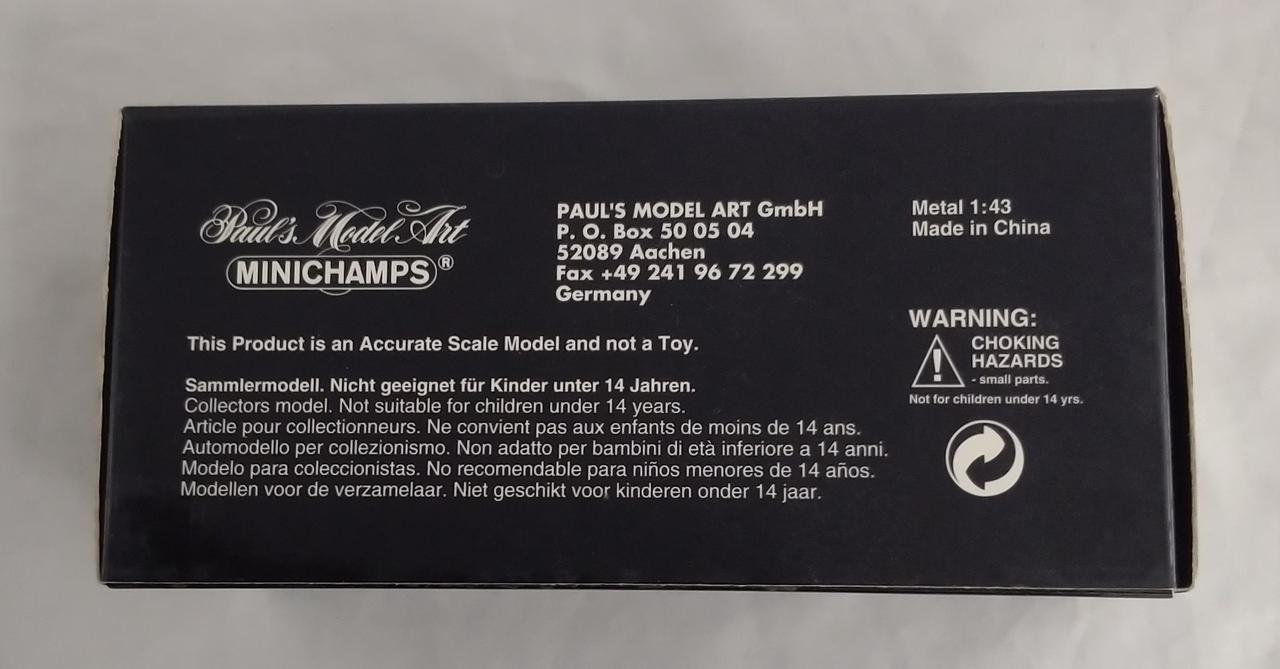 Paul's Model Art
MINICHAMPS®
PAUL'S MODEL ART GmbH
P. O. Box 50 05 04
52089 Aachen
Fax +49 241 96 72 299
Germany
Metal 1:43
Made in China
This Product is an Accurate Scale Model and not a Toy.
Sammlermodell. Nicht geeignet für Kinder unter 14 Jahren.
Collectors model. Not suitable for children under 14 years.
Article pour collectionneurs. Ne convient pas aux enfants de moins de 14 ans.
Automodello per collezionismo. Non adatto per bambini di età inferiore a 14 anni.
Modelo para coleccionistas. No recomendable para niños menores de 14 años.
Modellen voor de verzamelaar. Niet geschikt voor kinderen onder 14 jaar.
WARNING:
CHOKING
HAZARDS
- small parts.
Not for children under 14 yrs.